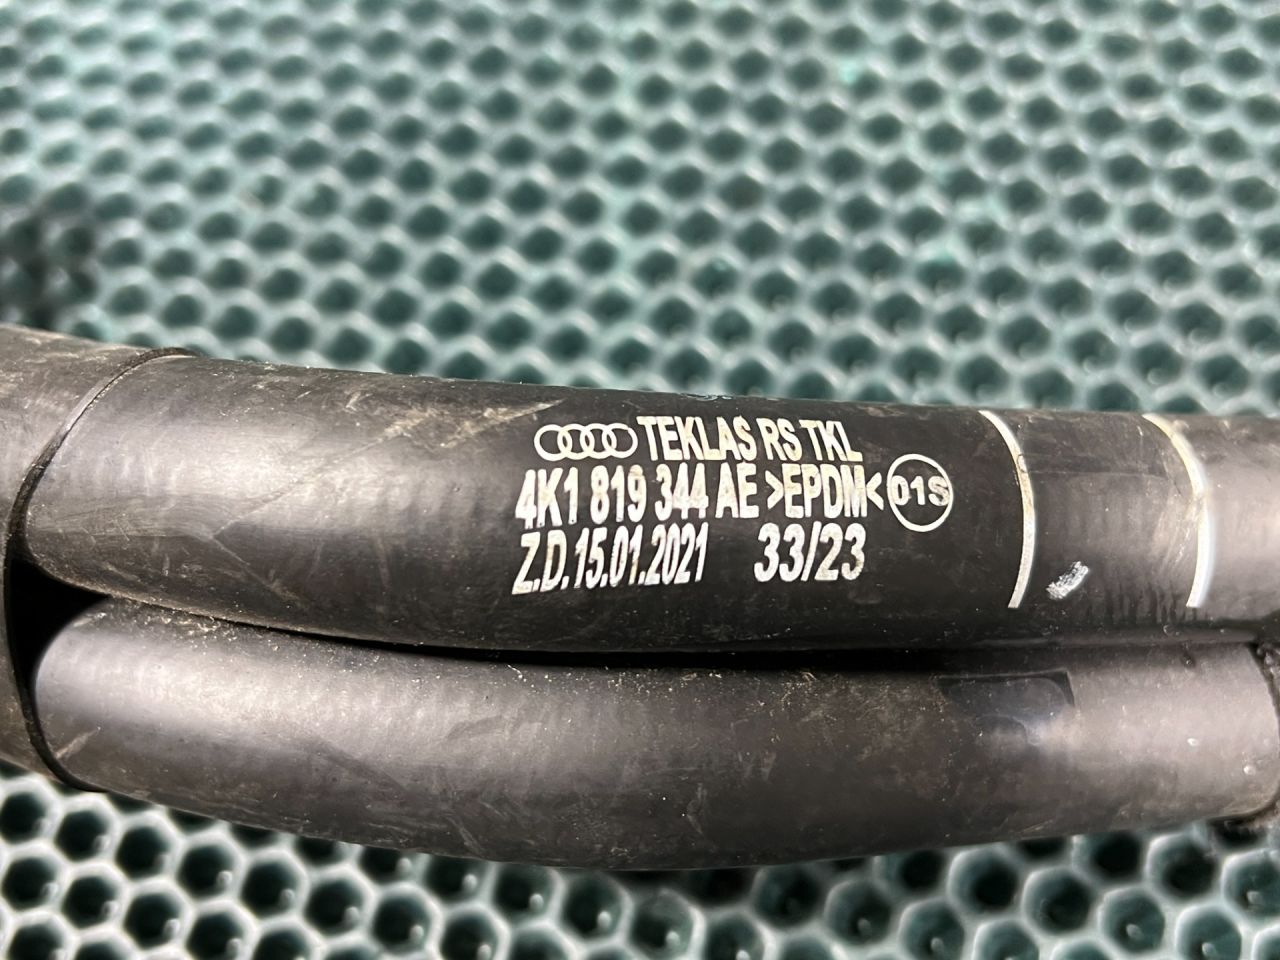 TEKLAS RS TKL
4K1 819 344 AE >EPDM< 01S
Z.D.15.01.2021 33/23